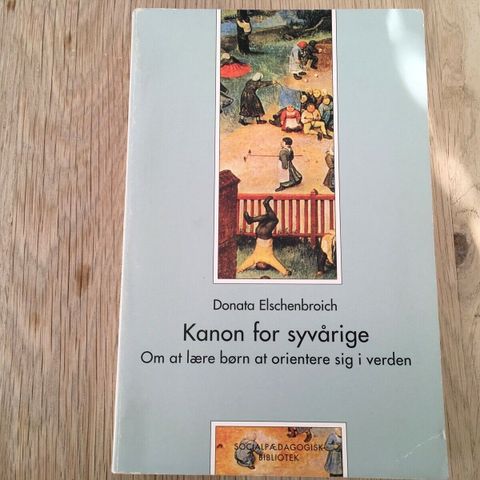 Donata Elschenbroich
Kanon for syvårige
Om at lære børn at orientere sig i verden
SOCIALPÆDAGOGISK
BIBLIOTEK